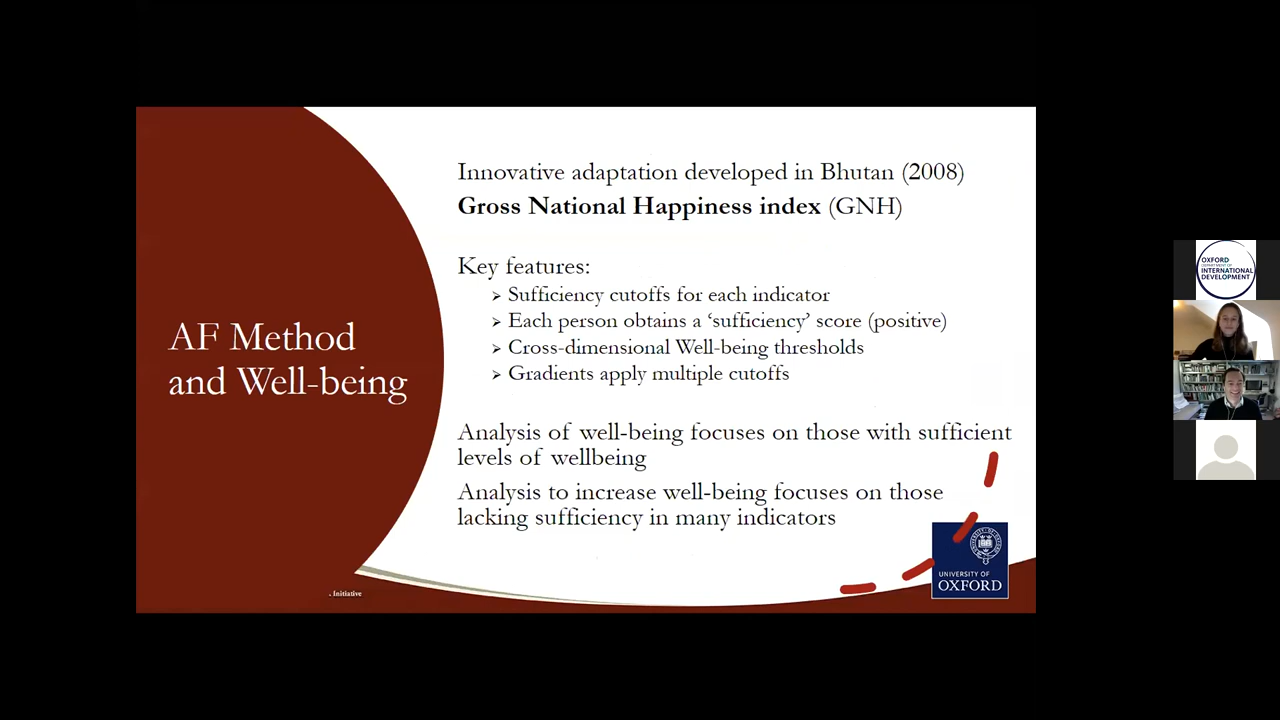 AF Method
and Well-being
Innovative adaptation developed in Bhutan (2008)
Gross National Happiness index (GNH)
Key features:
➢ Sufficiency cutoffs for each indicator
➢ Each person obtains a ‘sufficiency’ score (positive)
➢ Cross-dimensional Well-being thresholds
➢ Gradients apply multiple cutoffs
Analysis of well-being focuses on those with sufficient
levels of wellbeing
Analysis to increase well-being focuses on those
lacking sufficiency in many indicators
. Initiative
UNIVERSITY OF
OXFORD
OXFORD
DEPARTMENT OF
INTERNATIONAL
DEVELOPMENT